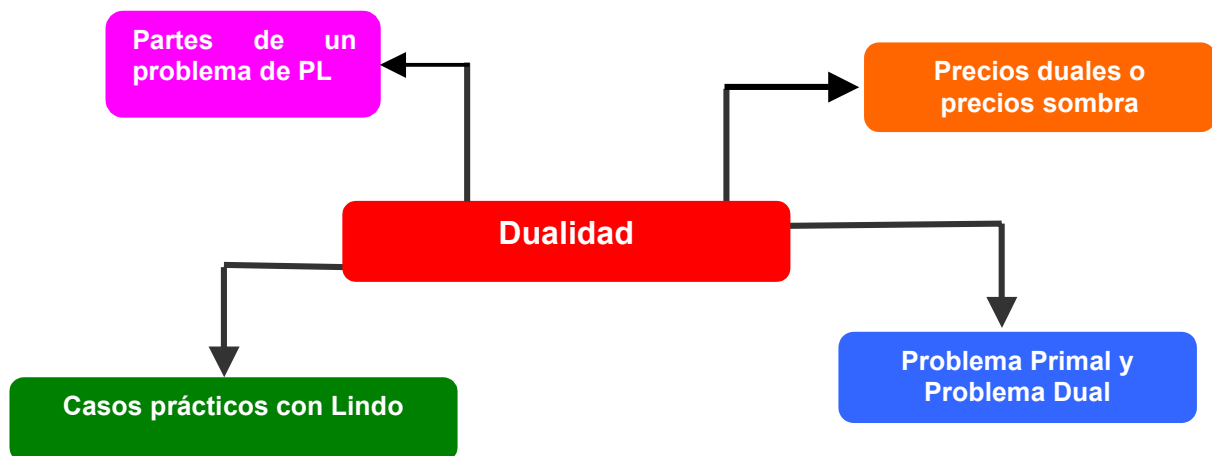 Partes de un
problema de PL
Precios duales o
precios sombra
Dualidad
Problema Primal y
Problema Dual
Casos prácticos con Lindo